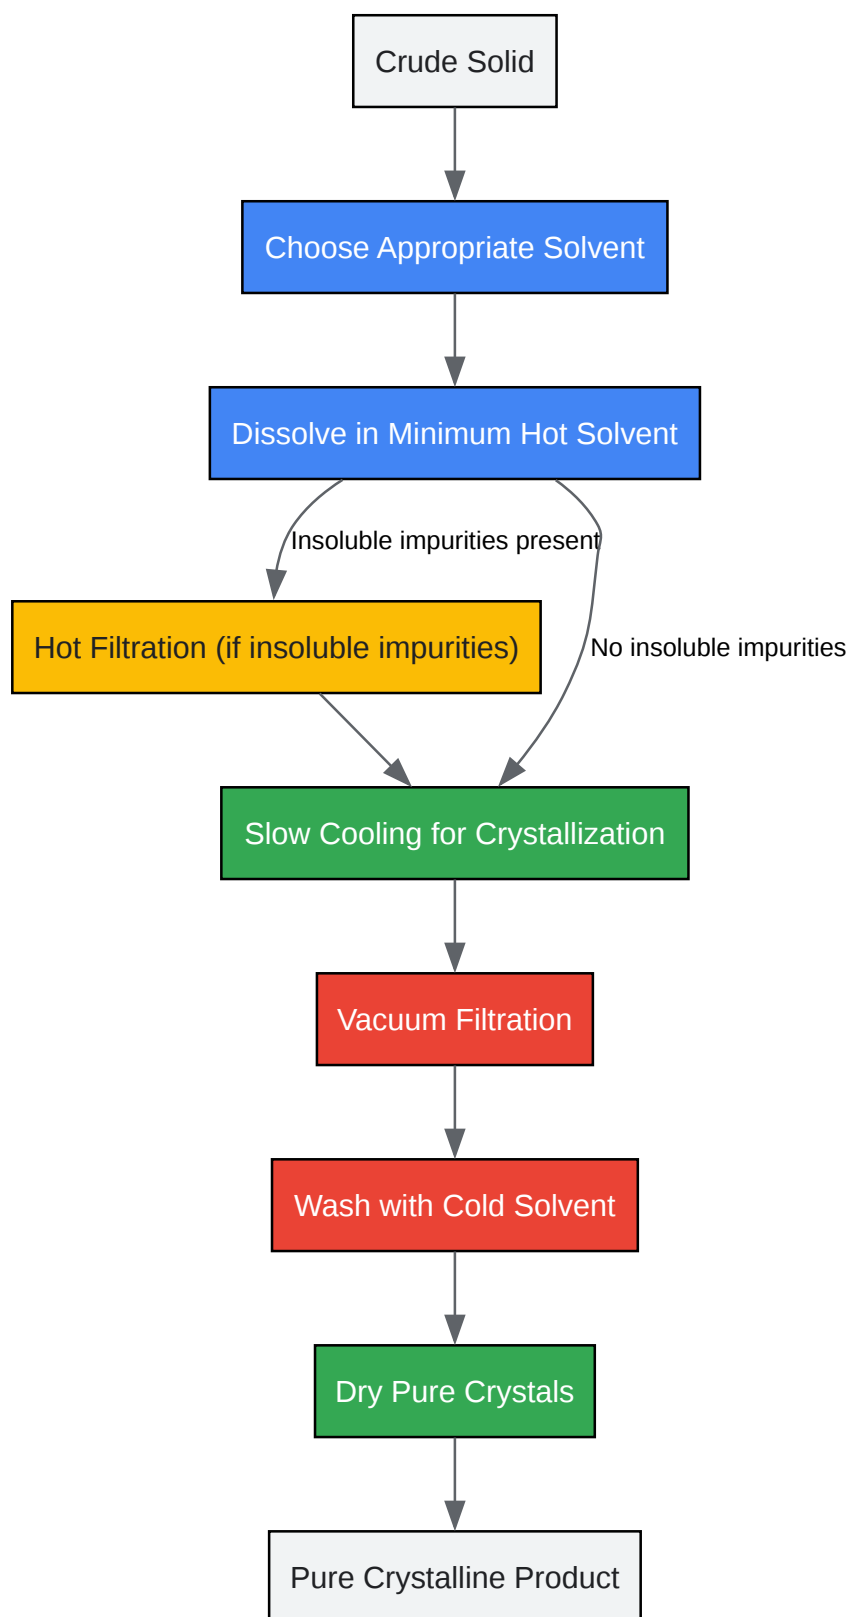 Crude Solid
Choose Appropriate Solvent
Dissolve in Minimum Hot Solvent
Insoluble impurities present
Hot Filtration (if insoluble impurities)
No insoluble impurities
Slow Cooling for Crystallization
Vacuum Filtration
Wash with Cold Solvent
Dry Pure Crystals
Pure Crystalline Product